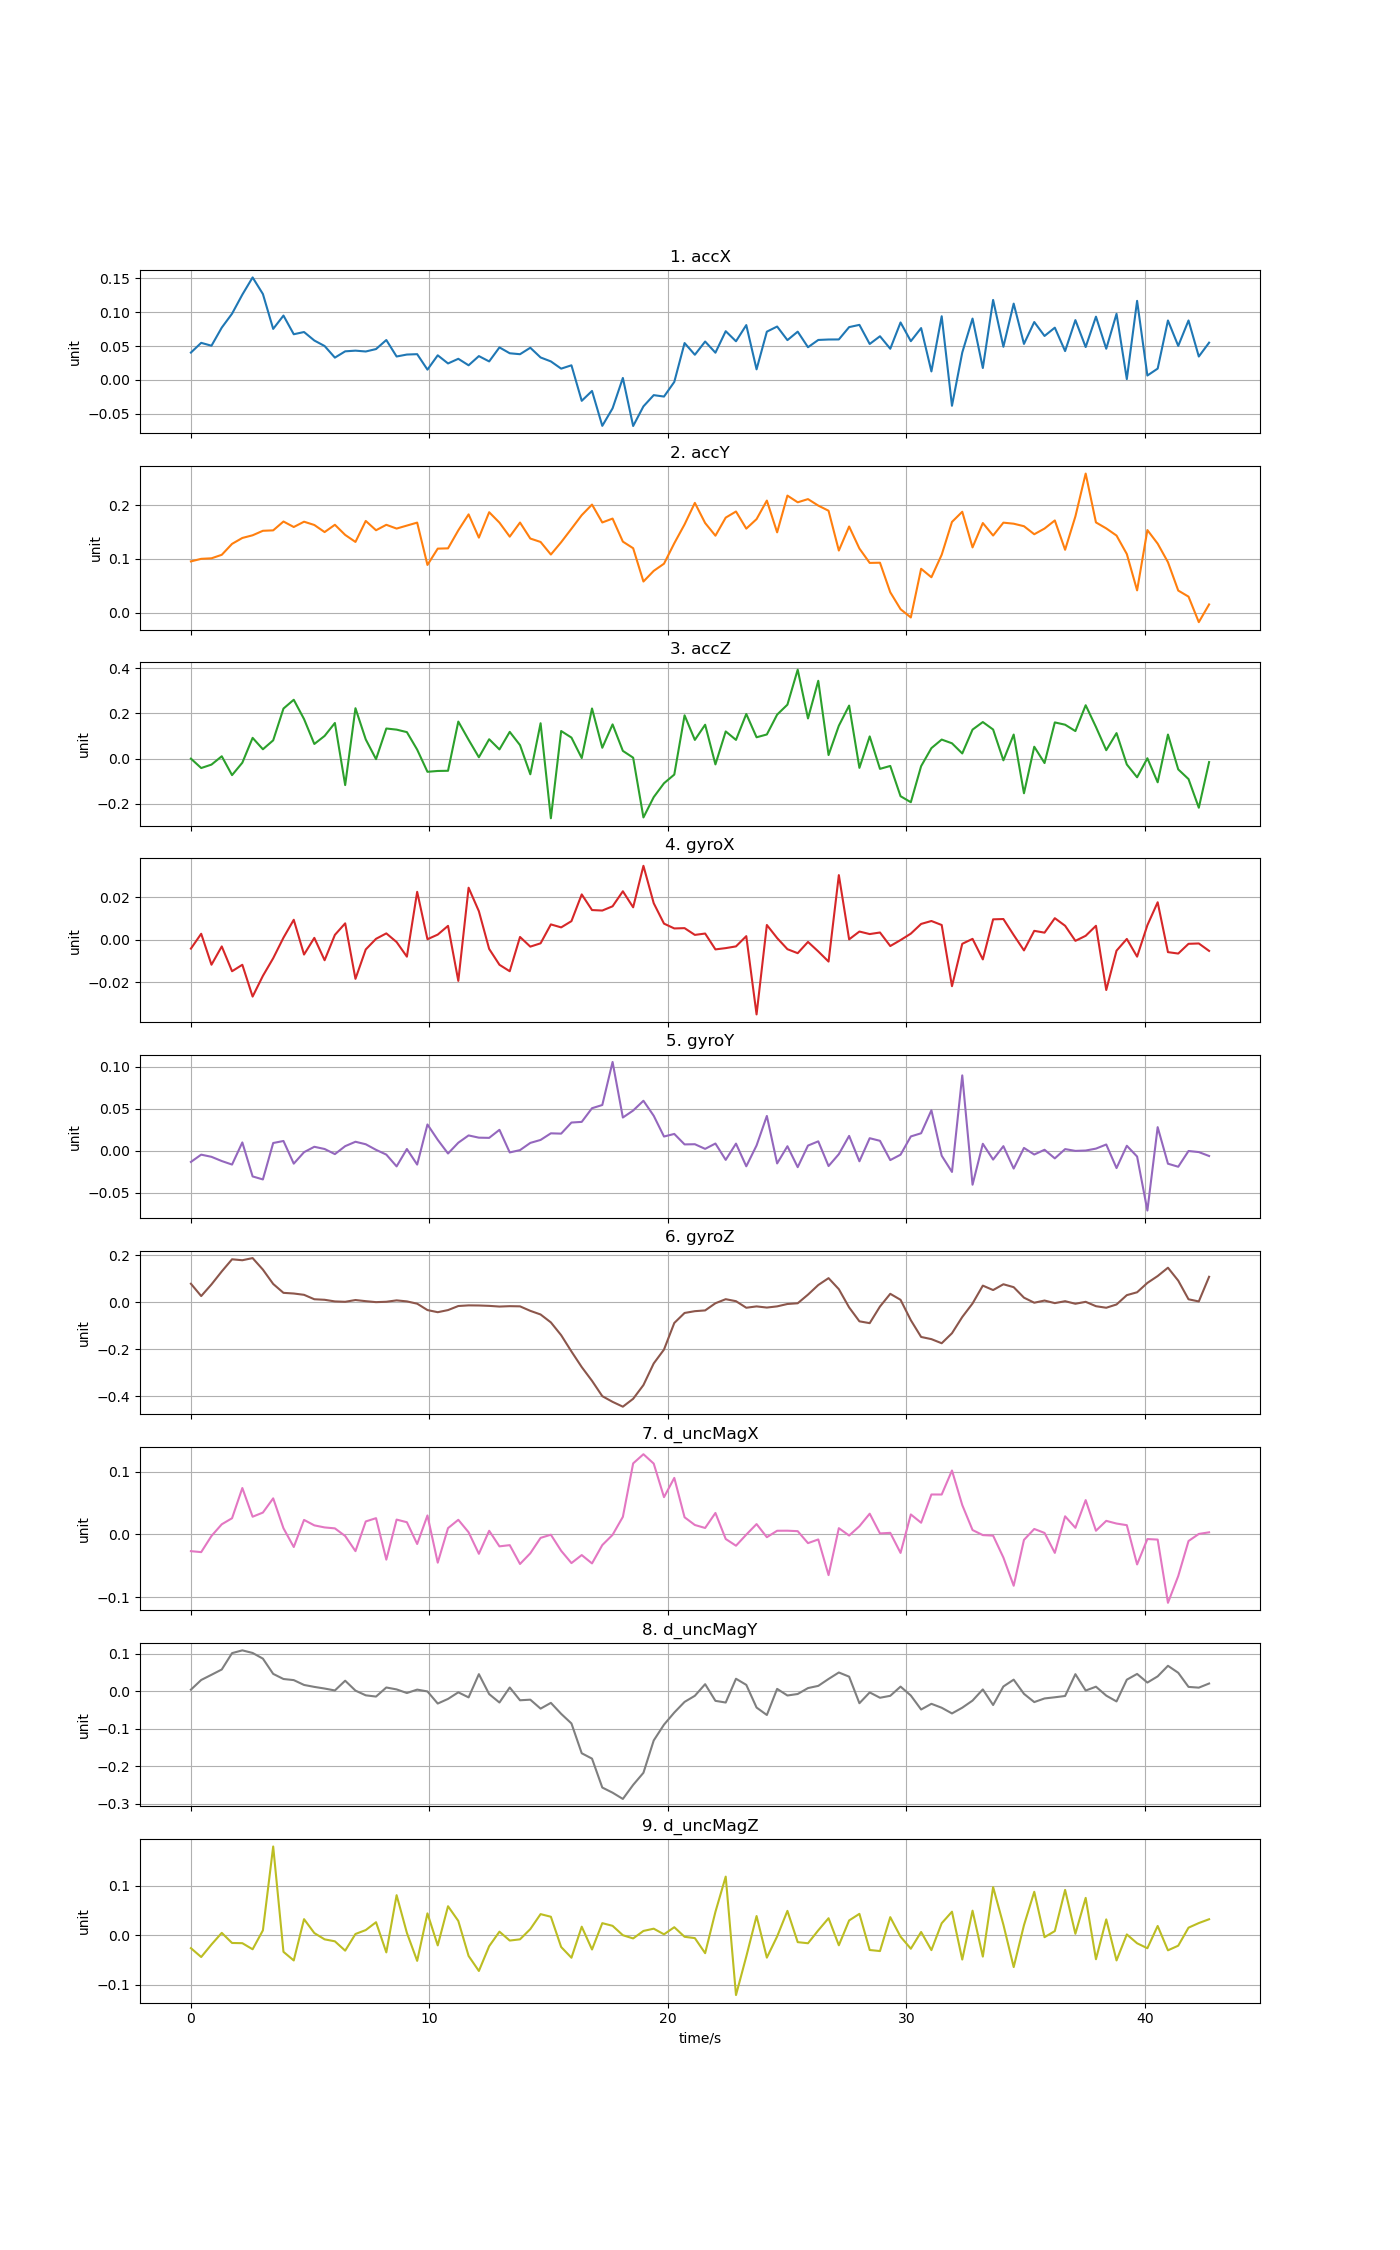 1. accX
0.15
0.10
0.05
0.00
−0.05
unit
2. accY
0.2
0.1
0.0
unit
3. accZ
0.4
0.2
0.0
−0.2
unit
4. gyroX
0.02
0.00
−0.02
unit
5. gyroY
0.10
0.05
0.00
−0.05
unit
6. gyroZ
0.2
0.0
−0.2
−0.4
unit
7. d_uncMagX
0.1
0.0
−0.1
unit
8. d_uncMagY
0.1
0.0
−0.1
−0.2
−0.3
unit
9. d_uncMagZ
0.1
0.0
−0.1
unit
0 10 20 30 40
time/s